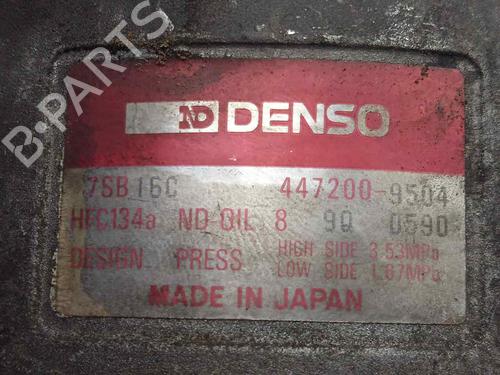 B-PARTS
ND DENSO
7SB16C 447200-9504
HFC134a ND-OIL 8 9Q 0590
DESIGN PRESS HIGH SIDE 3.53MPa
LOW SIDE 1.67MPa
MADE IN JAPAN